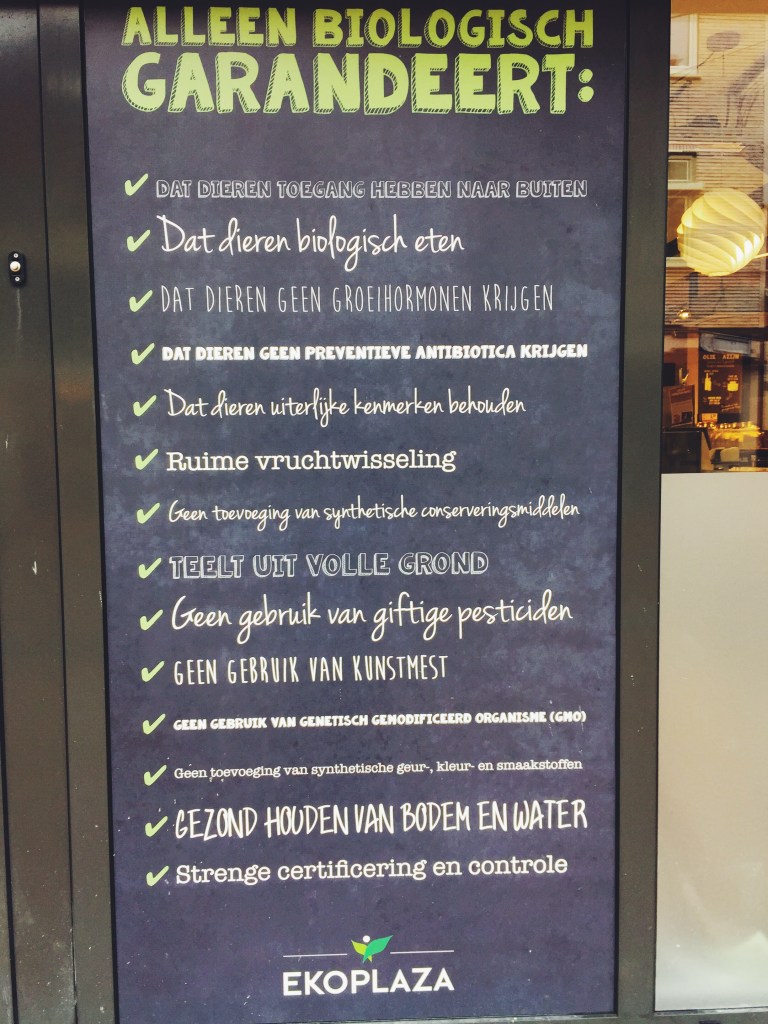 ALLEEN BIOLOGISCH
GARANDEERT:
✓ DAT DIEREN TOEGANG HEBBEN NAAR BUITEN
✓ Dat dieren biologisch eten
✓ DAT DIEREN GEEN GROEIHORMONEN KRIJGEN
✓ DAT DIEREN GEEN PREVENTIEVE ANTIBIOTICA KRIJGEN
✓ Dat dieren uiterlijke kenmerken behouden
✓ Ruime vruchtwisseling
✓ Geen toevoeging van synthetische conserveringsmiddelen
✓ TEELT UIT VOLLE GROND
✓ Geen gebruik van giftige pesticiden
✓ GEEN GEBRUIK VAN KUNSTMEST
✓ GEEN GEBRUIK VAN GENETISCH GEMODIFICEERD ORGANISME (GMO)
✓ Geen toevoeging van synthetische geur-, kleur- en smaakstoffen
✓ GEZOND HOUDEN VAN BODEM EN WATER
✓ Strenge certificering en controle
EKOPLAZA
OLIE AZIJN